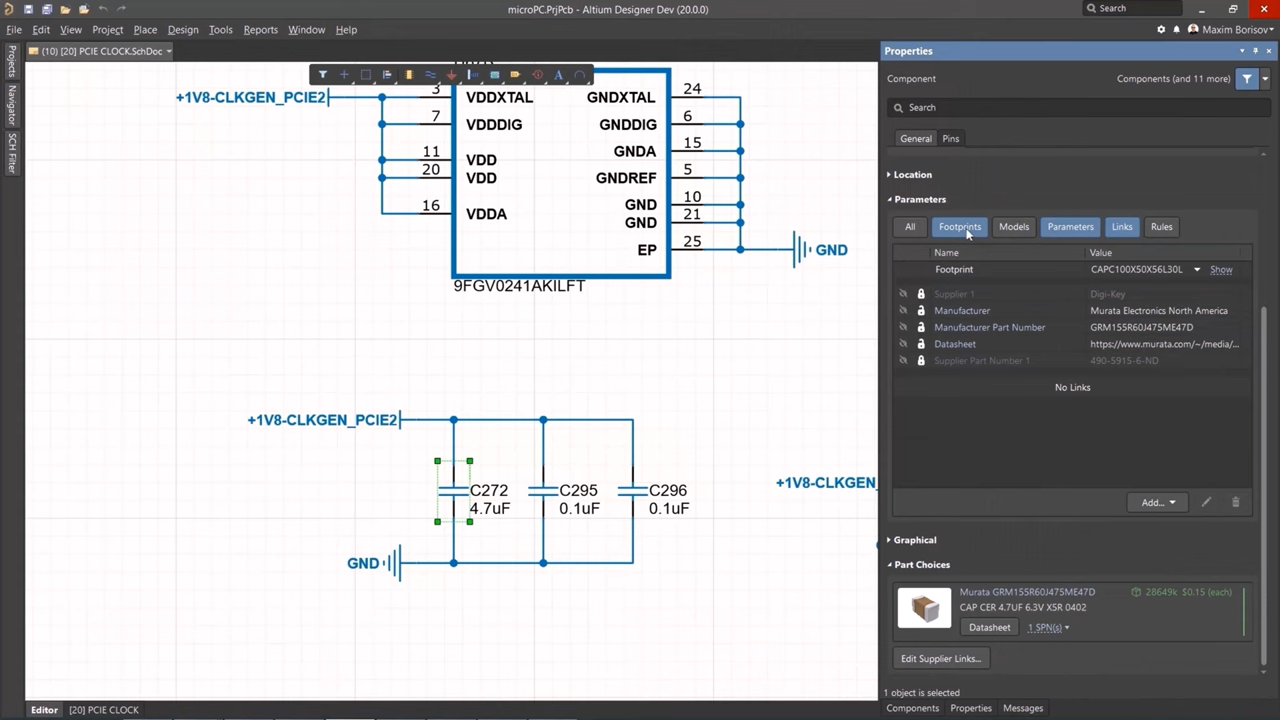 microPC.PrjPcb - Altium Designer Dev (20.0.0)
Search
File Edit View Project Place Design Tools Reports Window Help
Maxim Borisov
(10) [20] PCIE CLOCK.SchDoc
Projects
Navigator
SCH Filter
+1V8-CLKGEN_PCIE2
3 VDDXTAL GNDXTAL 24
7 VDDDIG GNDDIG 6
11 VDD GNDA 15
20 VDD GNDREF 5
16 VDDA GND 10
GND 21
EP 25
GND
9FGV0241AKILFT
+1V8-CLKGEN_PCIE2
C272
4.7uF
C295
0.1uF
C296
0.1uF
GND
+1V8-CLKGEN_
Properties
Component Components (and 11 more)
Search
General Pins
Location
Parameters
All Footprints Models Parameters Links Rules
Name Value
Footprint CAPC100X50X56L30L Show
Supplier 1 Digi-Key
Manufacturer Murata Electronics North America
Manufacturer Part Number GRM155R60J475ME47D
Datasheet https://www.murata.com/~/media/...
Supplier Part Number 1 490-5915-6-ND
No Links
Add...
Graphical
Part Choices
Murata GRM155R60J475ME47D 28649k $0.15 (each)
CAP CER 4.7UF 6.3V X5R 0402
Datasheet 1 SPN(s)
Edit Supplier Links...
1 object is selected
Editor [20] PCIE CLOCK
Components Properties Messages